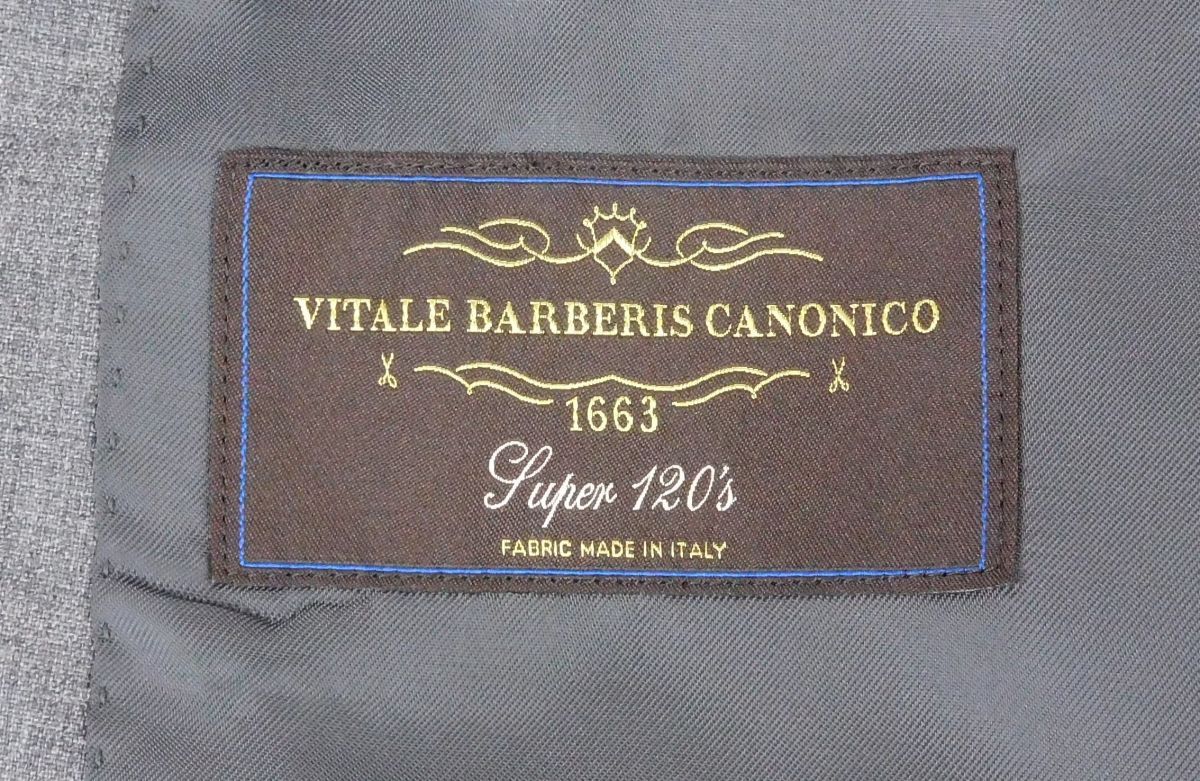 VITALE BARBERIS CANONICO
1663
Super 120's
FABRIC MADE IN ITALY